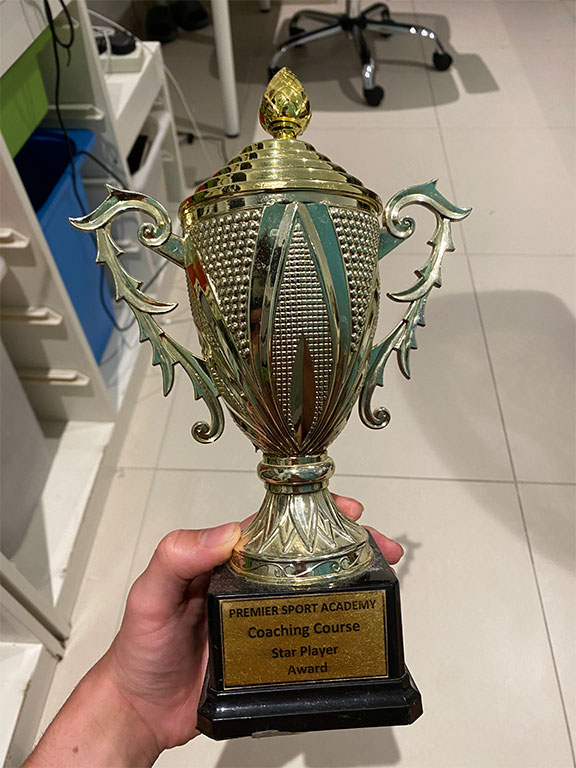 PREMIER SPORT ACADEMY
Coaching Course
Star Player
Award